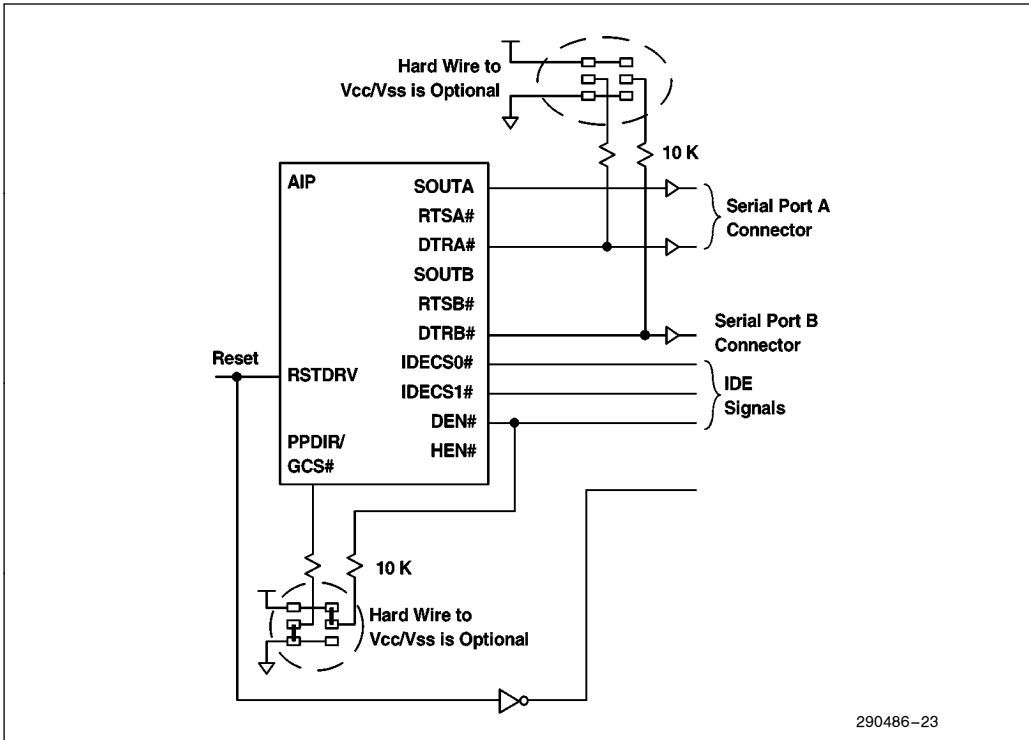 Hard Wire to
Vcc/Vss is Optional
10 K
AIP
SOUTA
RTSA#
DTRA#
SOUTB
RTSB#
DTRB#
IDECS0#
IDECS1#
DEN#
HEN#
Serial Port A
Connector
Serial Port B
Connector
IDE
Signals
Reset
RSTDRV
PPDIR/
GCS#
10 K
Hard Wire to
Vcc/Vss is Optional
290486-23